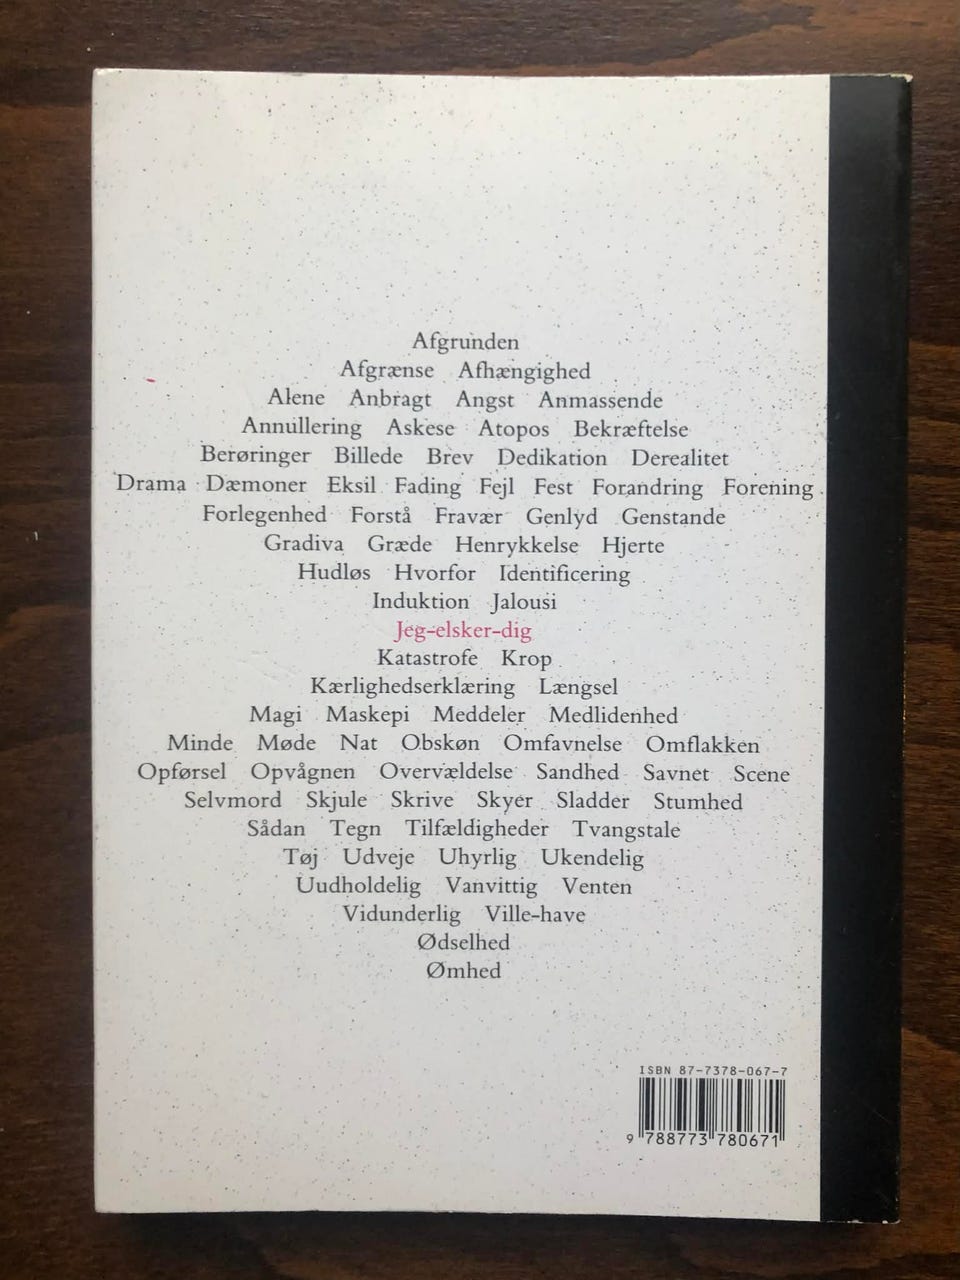 Afgrunden
Afgrænse Afhængighed
Alene Anbragt Angst Anmassende
Annullering Askese Atopos Bekræftelse
Berøringer Billede Brev Dedikation Derealitet
Drama Dæmoner Eksil Fading Fejl Fest Forandring Forening
Forlegenhed Forstå Fravær Genlyd Genstande
Gradiva Græde Henrykkelse Hjerte
Hudløs Hvorfor Identificering
Induktion Jalousi
Jeg-elsker-dig
Katastrofe Krop
Kærlighedserklæring Længsel
Magi Maskepi Meddeler Medlidenhed
Minde Møde Nat Obskøn Omfavnelse Omflakken
Opførsel Opvågnen Overvældelse Sandhed Savnet Scene
Selvmord Skjule Skrive Skyer Sladder Stumhed
Sådan Tegn Tilfældigheder Tvangstale
Tøj Udveje Uhyrlig Ukendelig
Uudholdelig Vanvittig Venten
Vidunderlig Ville-have
Ødselhed
Ømhed
ISBN 87-7378-067-7
9 788773 780671